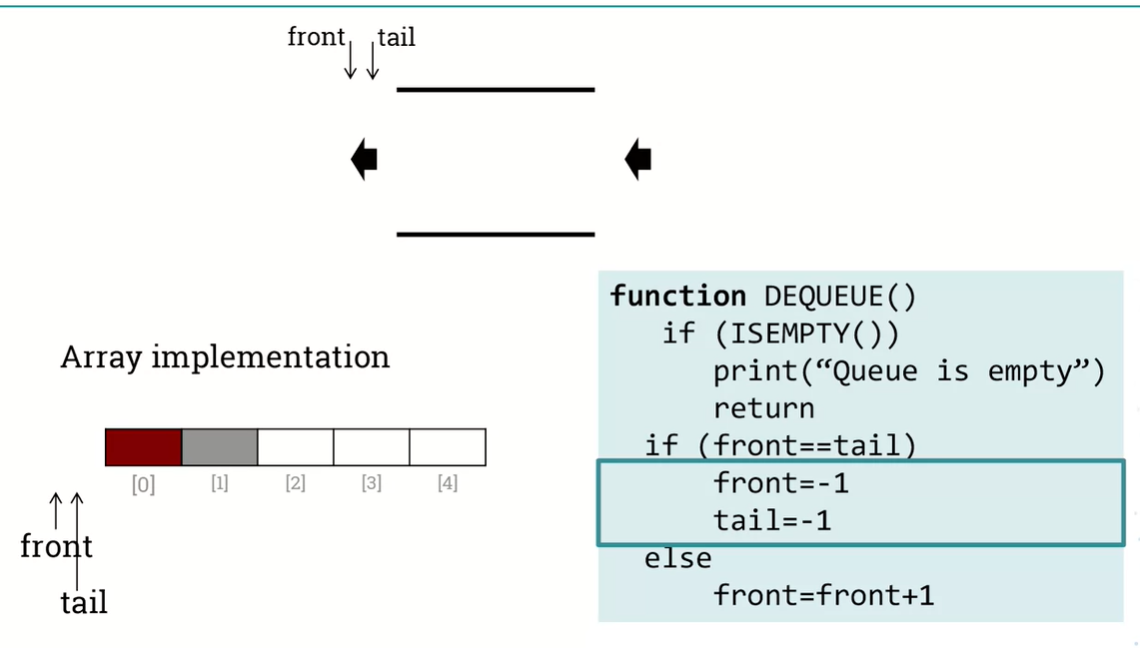 front tail
function DEQUEUE()
if (ISEMPTY())
print(“Queue is empty”)
return
if (front==tail)
front=-1
tail=-1
else
front=front+1
Array implementation
[0] [1] [2] [3] [4]
front
tail